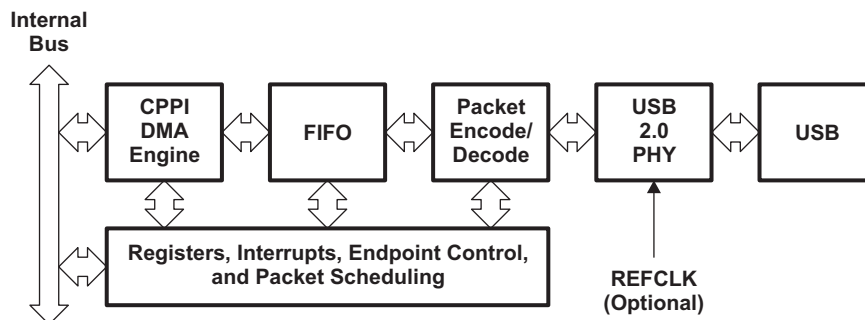 Internal
Bus
CPPI
DMA
Engine
FIFO
Packet
Encode/
Decode
USB
2.0
PHY
USB
Registers, Interrupts, Endpoint Control,
and Packet Scheduling
REFCLK
(Optional)